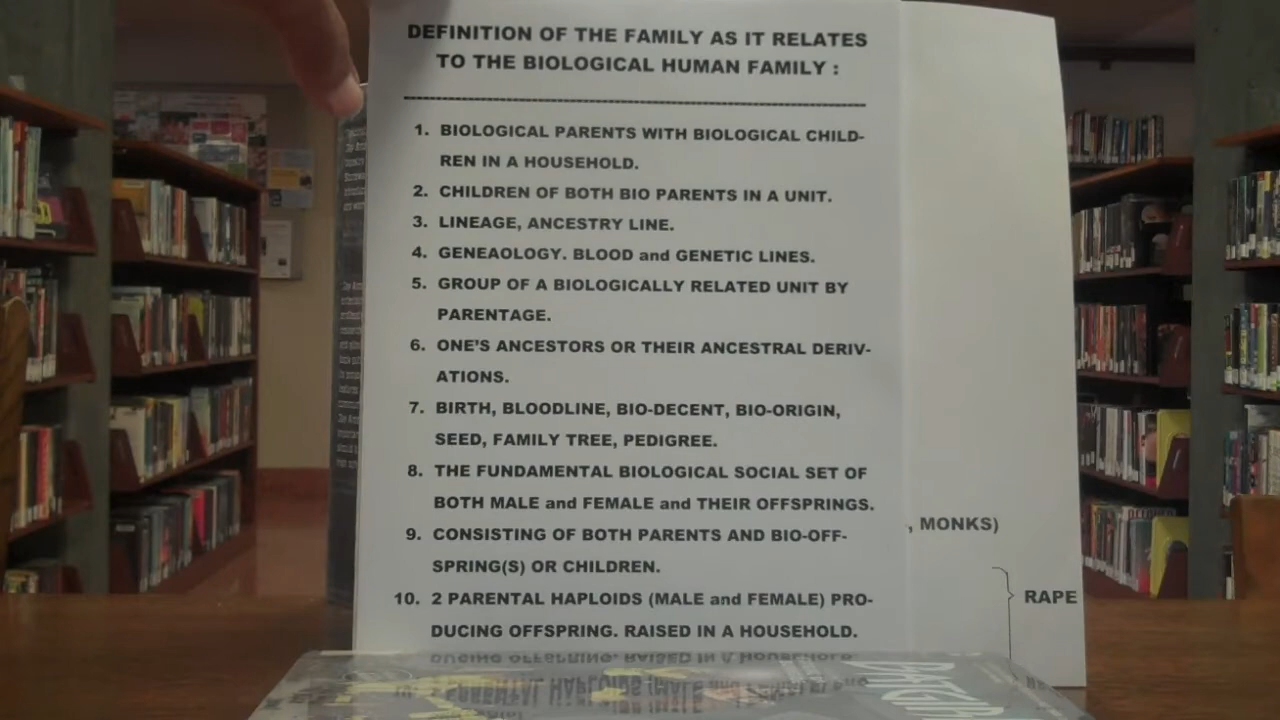 DEFINITION OF THE FAMILY AS IT RELATES
TO THE BIOLOGICAL HUMAN FAMILY :
1. BIOLOGICAL PARENTS WITH BIOLOGICAL CHILD-
REN IN A HOUSEHOLD.
2. CHILDREN OF BOTH BIO PARENTS IN A UNIT.
3. LINEAGE, ANCESTRY LINE.
4. GENEAOLOGY. BLOOD and GENETIC LINES.
5. GROUP OF A BIOLOGICALLY RELATED UNIT BY
PARENTAGE.
6. ONE'S ANCESTORS OR THEIR ANCESTRAL DERIV-
ATIONS.
7. BIRTH, BLOODLINE, BIO-DECENT, BIO-ORIGIN,
SEED, FAMILY TREE, PEDIGREE.
8. THE FUNDAMENTAL BIOLOGICAL SOCIAL SET OF
BOTH MALE and FEMALE and THEIR OFFSPRINGS.
9. CONSISTING OF BOTH PARENTS AND BIO-OFF-
SPRING(S) OR CHILDREN.
10. 2 PARENTAL HAPLOIDS (MALE and FEMALE) PRO-
DUCING OFFSPRING. RAISED IN A HOUSEHOLD.
, MONKS)
RAPE